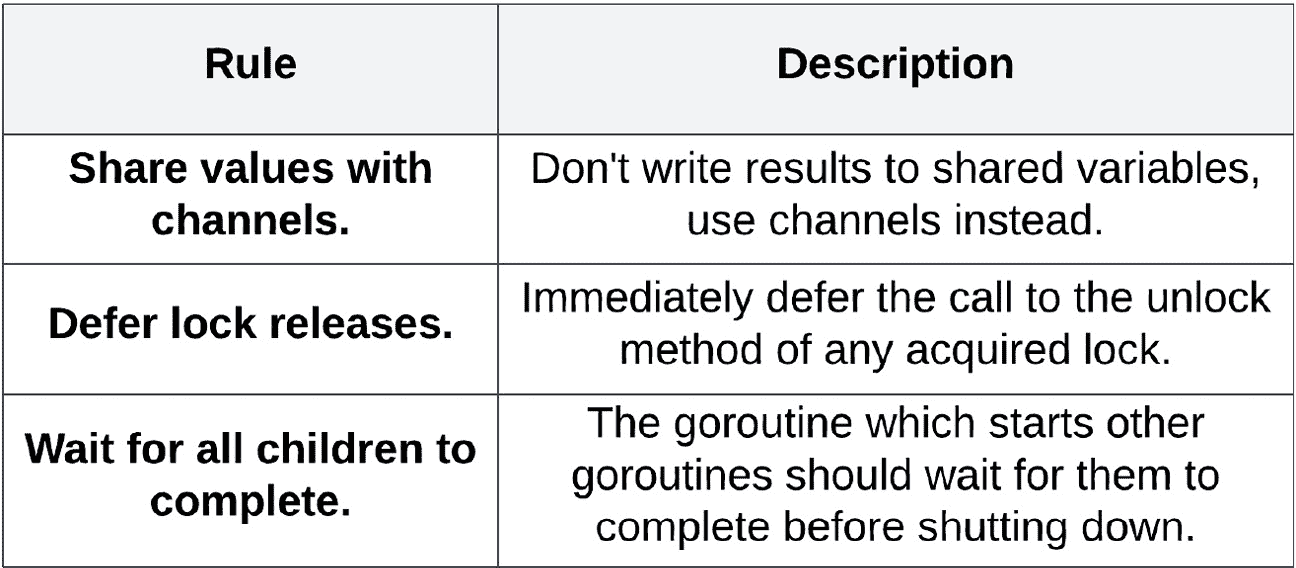 Rule
Description
Share values with
channels.
Don't write results to shared variables,
use channels instead.
Defer lock releases.
Immediately defer the call to the unlock
method of any acquired lock.
Wait for all children to
complete.
The goroutine which starts other
goroutines should wait for them to
complete before shutting down.